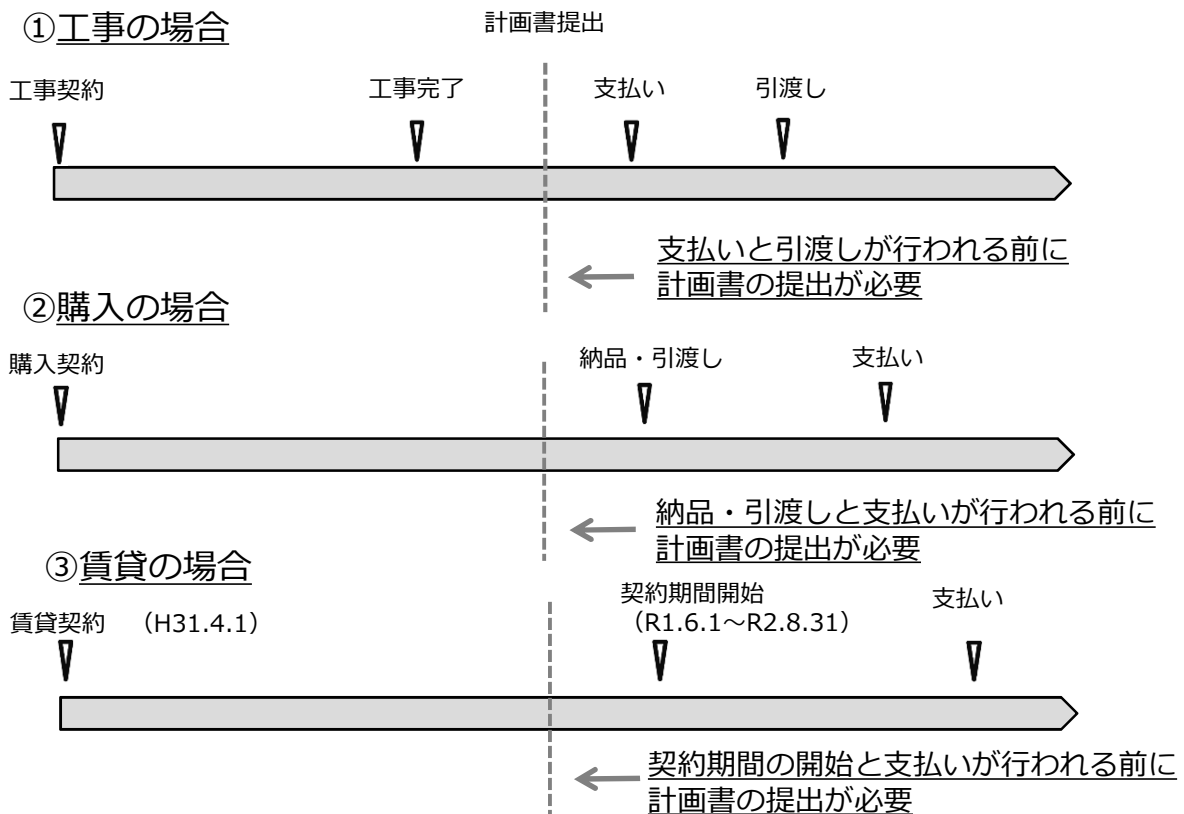 ①工事の場合
計画書提出
工事契約
工事完了
支払い
引渡し
支払いと引渡しが行われる前に
計画書の提出が必要
②購入の場合
購入契約
納品・引渡し
支払い
納品・引渡しと支払いが行われる前に
計画書の提出が必要
③賃貸の場合
賃貸契約 （H31.4.1）
契約期間開始
（R1.6.1～R2.8.31）
支払い
契約期間の開始と支払いが行われる前に
計画書の提出が必要